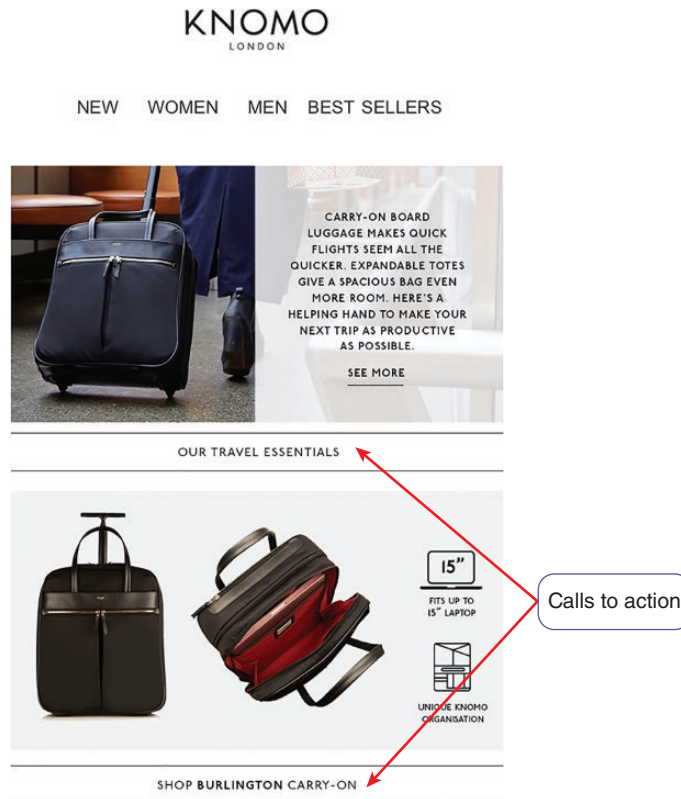 KNOMO
LONDON
NEW WOMEN MEN BEST SELLERS
CARRY-ON BOARD
LUGGAGE MAKES QUICK
FLIGHTS SEEM ALL THE
QUICKER. EXPANDABLE TOTES
GIVE A SPACIOUS BAG EVEN
MORE ROOM. HERE'S A
HELPING HAND TO MAKE YOUR
NEXT TRIP AS PRODUCTIVE
AS POSSIBLE.
SEE MORE
OUR TRAVEL ESSENTIALS
15"
FITS UP TO
15" LAPTOP
Calls to action
UNIQUE KNOMO
ORGANISATION
SHOP BURLINGTON CARRY-ON